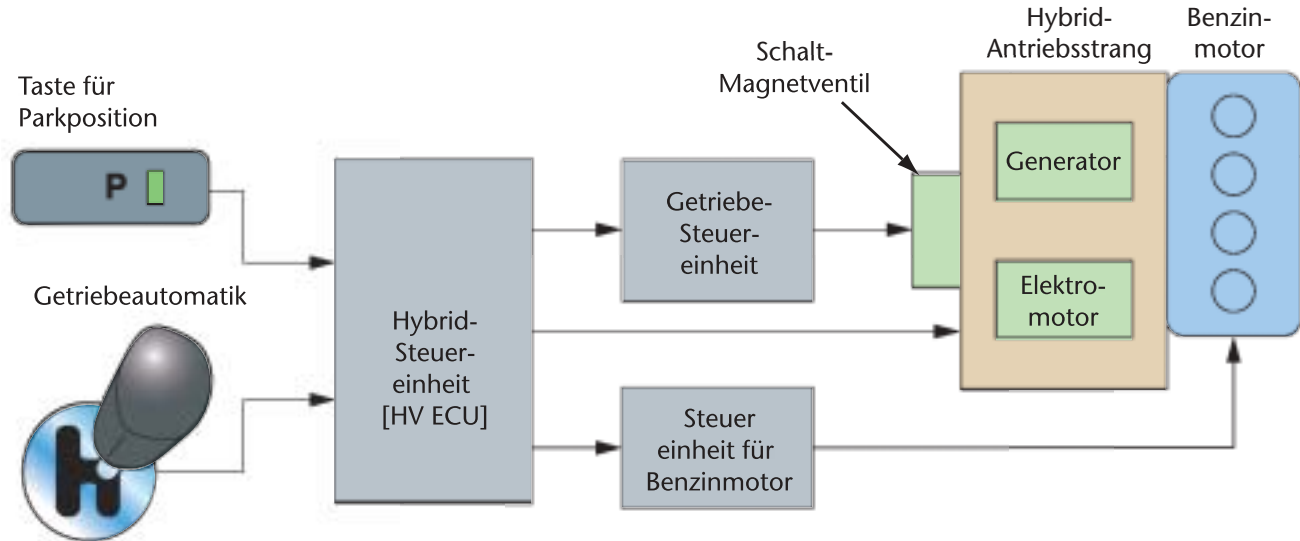 Taste für
Parkposition
P
Getriebeautomatik
Hybrid-
Steuer-
einheit
[HV ECU]
Getriebe-
Steuer-
einheit
Steuer
einheit für
Benzinmotor
Schalt-
Magnetventil
Hybrid-
Antriebsstrang
Generator
Elektro-
motor
Benzin-
motor